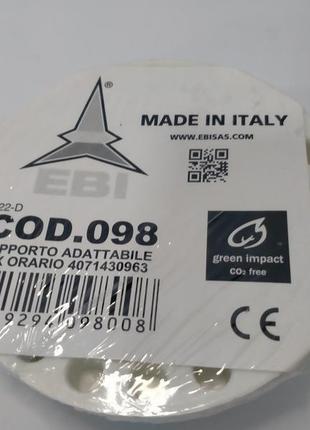 ®
EBI
MADE IN ITALY
WWW.EBISAS.COM
22-D
COD.098
PPORTO ADATTABILE
X ORARIO 4071430963
green impact
CO₂ free
CE